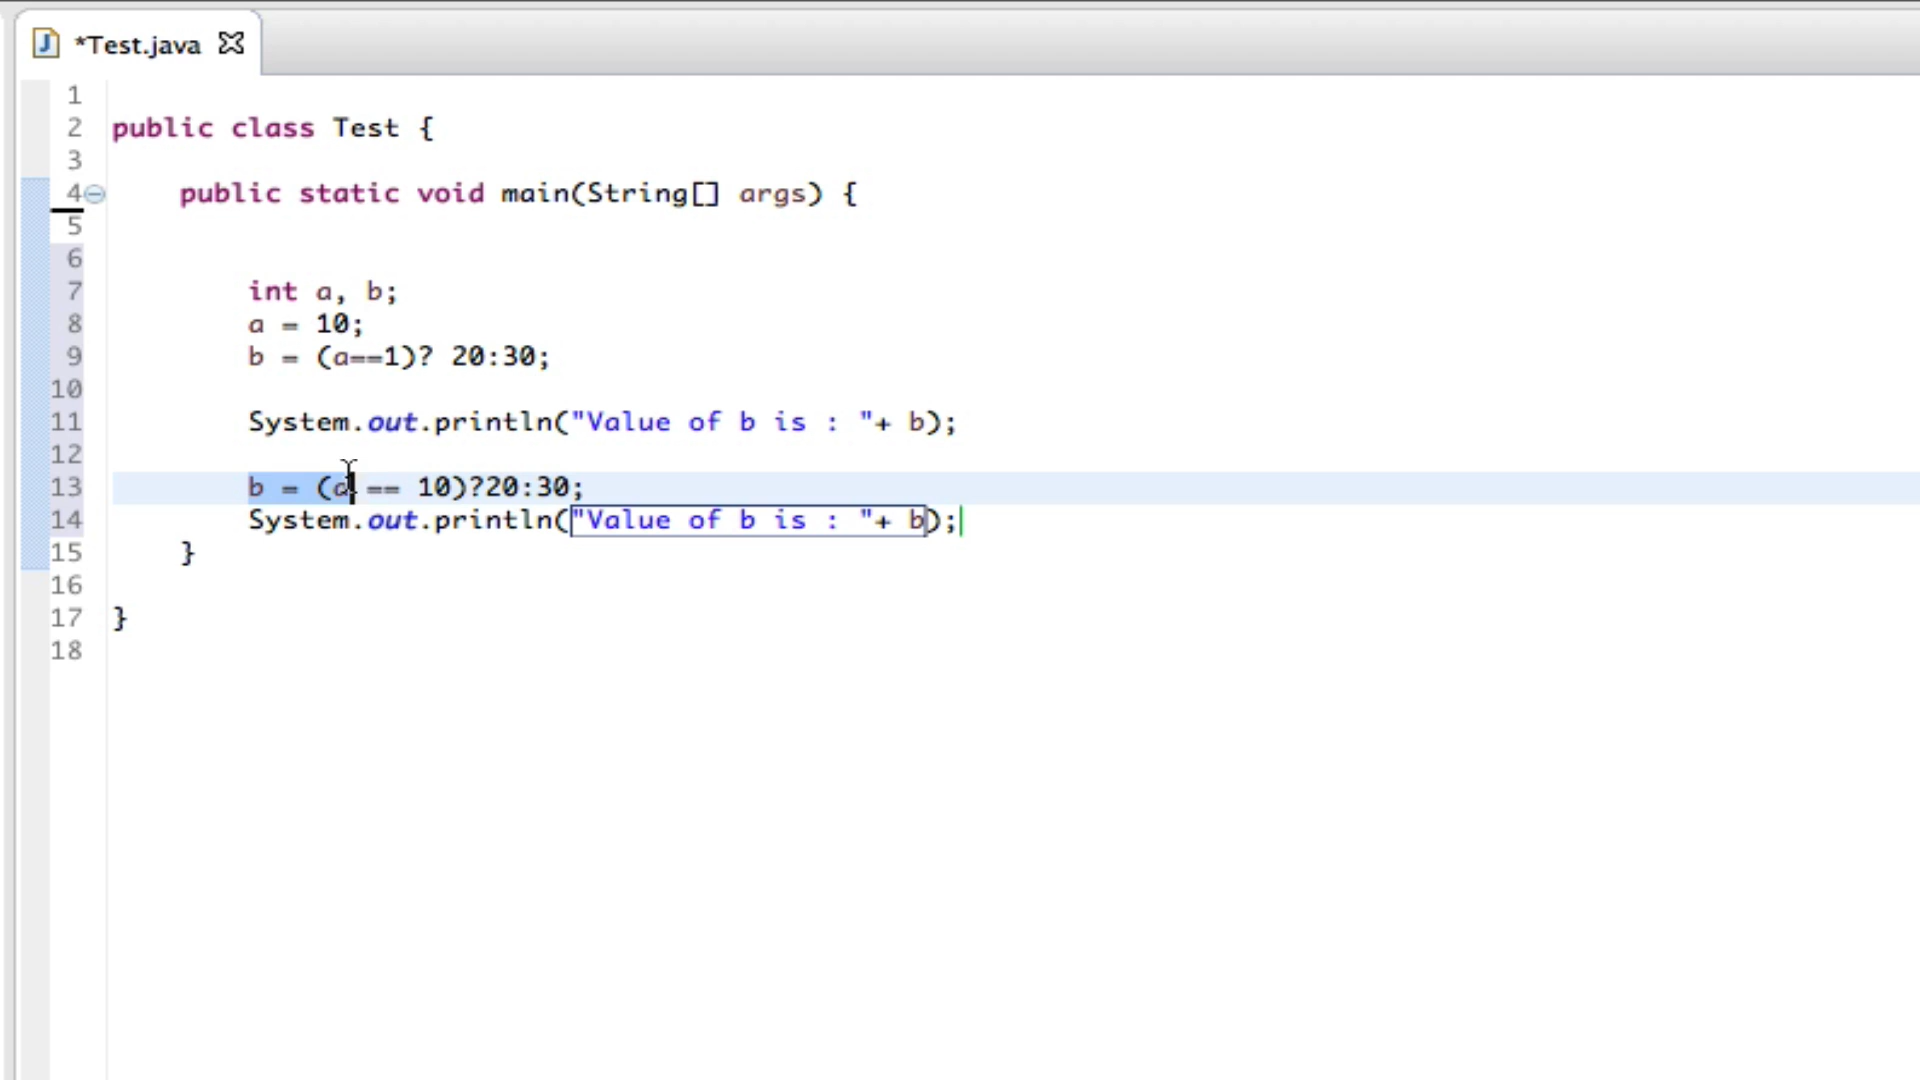 *Test.java
1
2 public class Test {
3
4 public static void main(String[] args) {
5
6
7 int a, b;
8 a = 10;
9 b = (a==1)? 20:30;
10
11 System.out.println("Value of b is : "+ b);
12
13 b = (a == 10)?20:30;
14 System.out.println("Value of b is : "+ b);
15 }
16
17 }
18